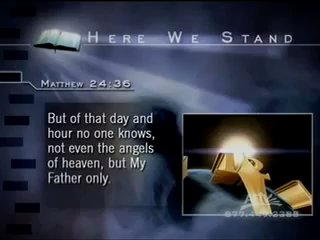 Here We Stand
Matthew 24:36
But of that day and
hour no one knows,
not even the angels
of heaven, but My
Father only.